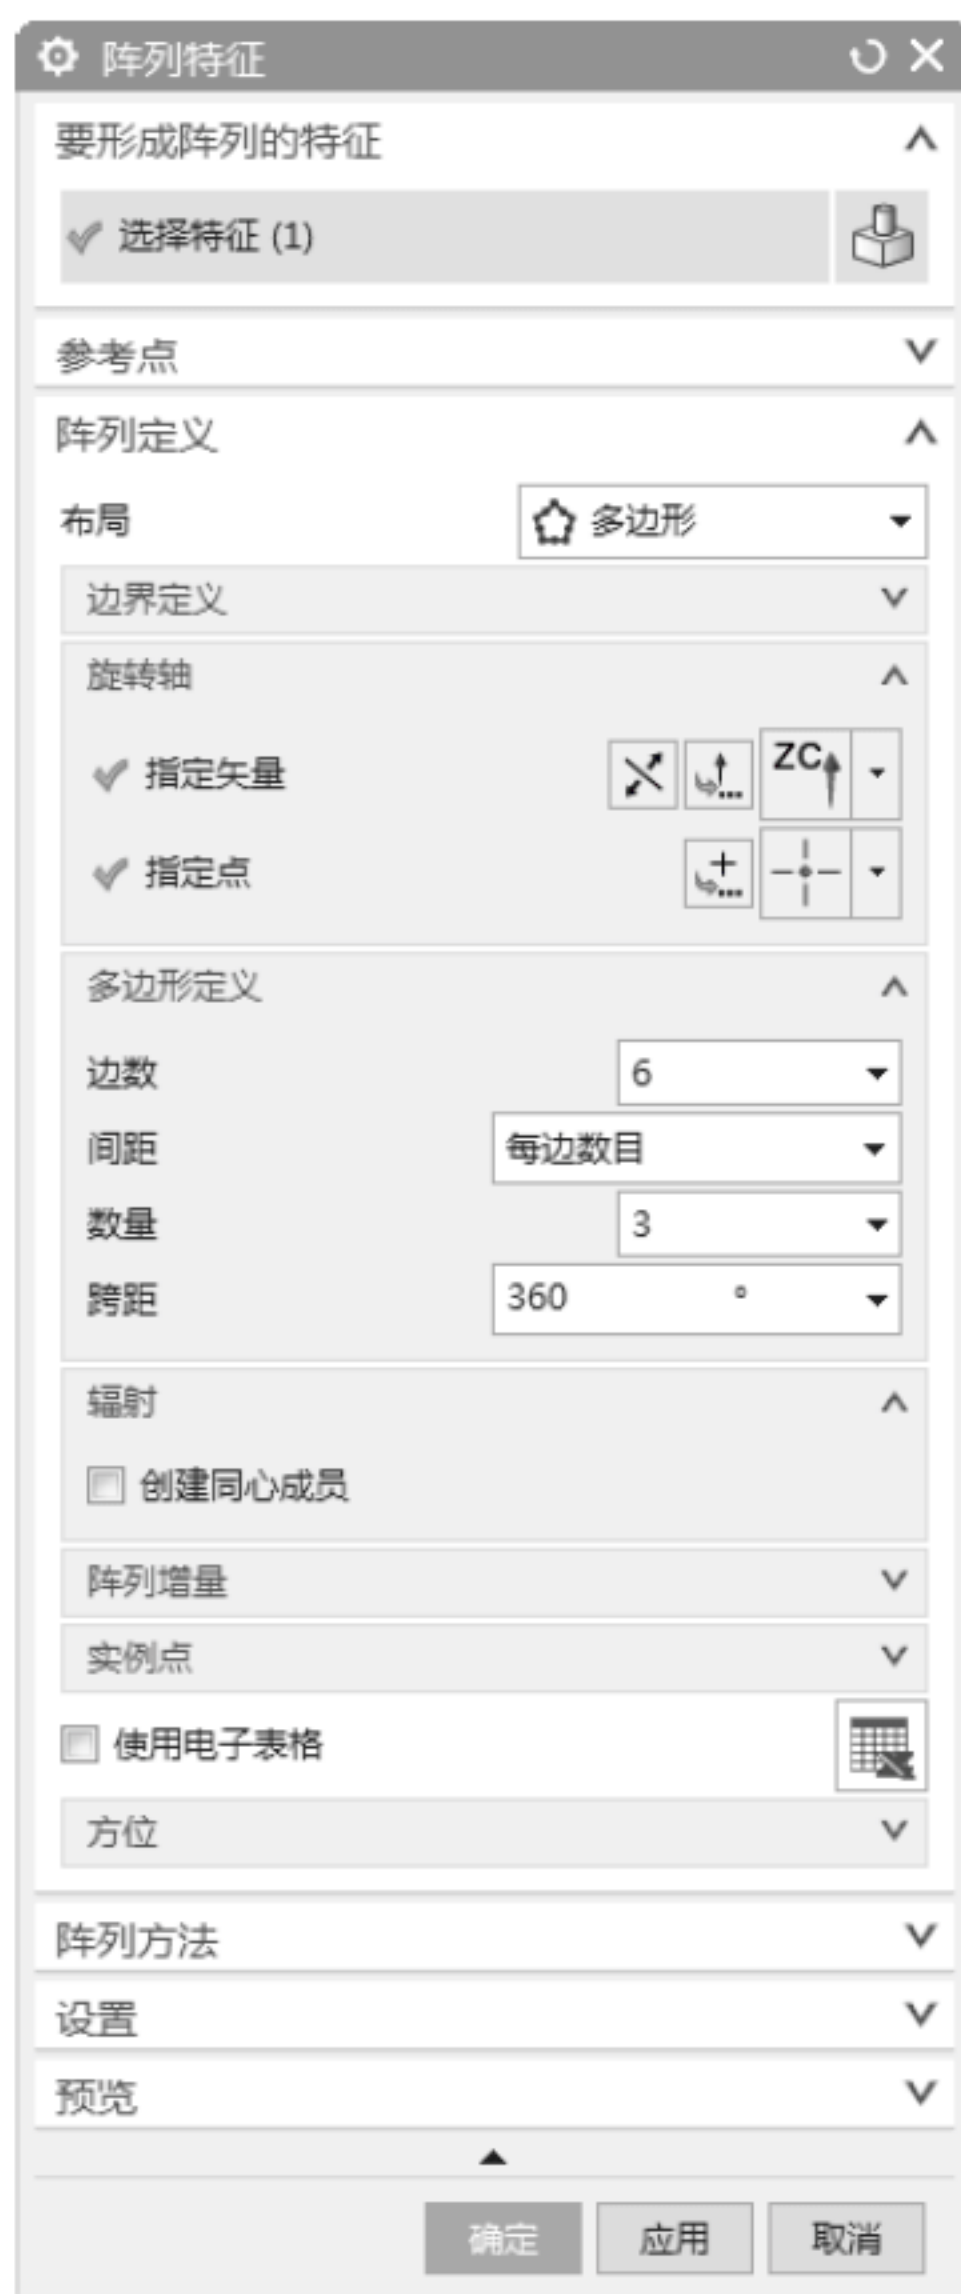 阵列特征
要形成阵列的特征
选择特征 (1)
参考点
阵列定义
布局 多边形
边界定义
旋转轴
指定矢量 ZC
指定点
多边形定义
边数 6
间距 每边数目
数量 3
跨距 360 °
辐射
创建同心成员
阵列增量
实例点
使用电子表格
方位
阵列方法
设置
预览
确定 应用 取消